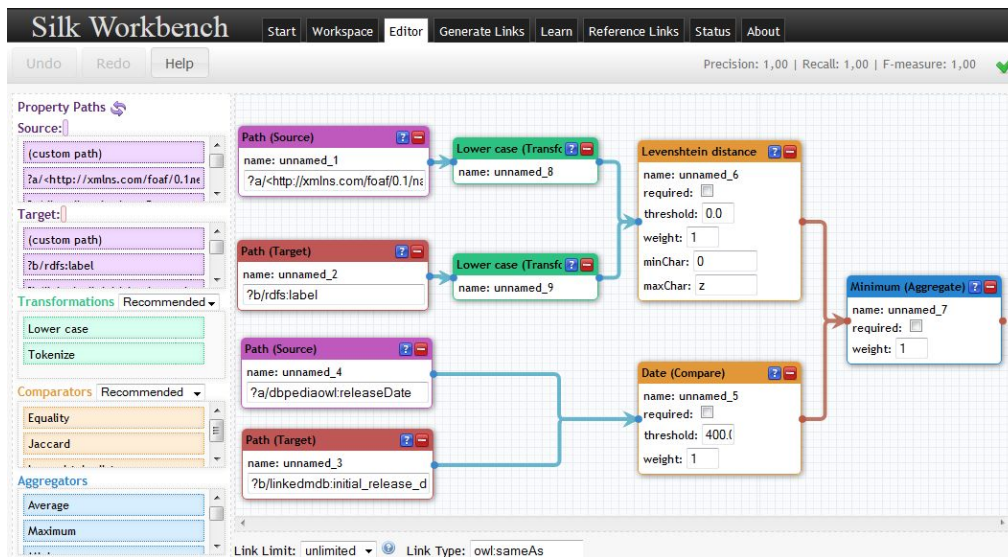 Silk Workbench
Start Workspace Editor Generate Links Learn Reference Links Status About
Undo Redo Help
Precision: 1,00 | Recall: 1,00 | F-measure: 1,00
Property Paths
Source:
(custom path)
?a/<http://xmlns.com/foaf/0.1.ne
Target:
(custom path)
?b/rdfs:label
Transformations Recommended
Lower case
Tokenize
Comparators Recommended
Equality
Jaccard
Aggregators
Average
Maximum
Path (Source)
name: unnamed_1
?a/<http://xmlns.com/foaf/0.1/na
Lower case (Transfo
name: unnamed_8
Path (Target)
name: unnamed_2
?b/rdfs:label
Lower case (Transfo
name: unnamed_9
Levenshtein distance
name: unnamed_6
required:
threshold: 0.0
weight: 1
minChar: 0
maxChar: z
Path (Source)
name: unnamed_4
?a/dbpediaowl:releaseDate
Path (Target)
name: unnamed_3
?b/linkedmdb:initial_release_d
Date (Compare)
name: unnamed_5
required:
threshold: 400.0
weight: 1
Minimum (Aggregate)
name: unnamed_7
required:
weight: 1
Link Limit: unlimited Link Type: owl:sameAs